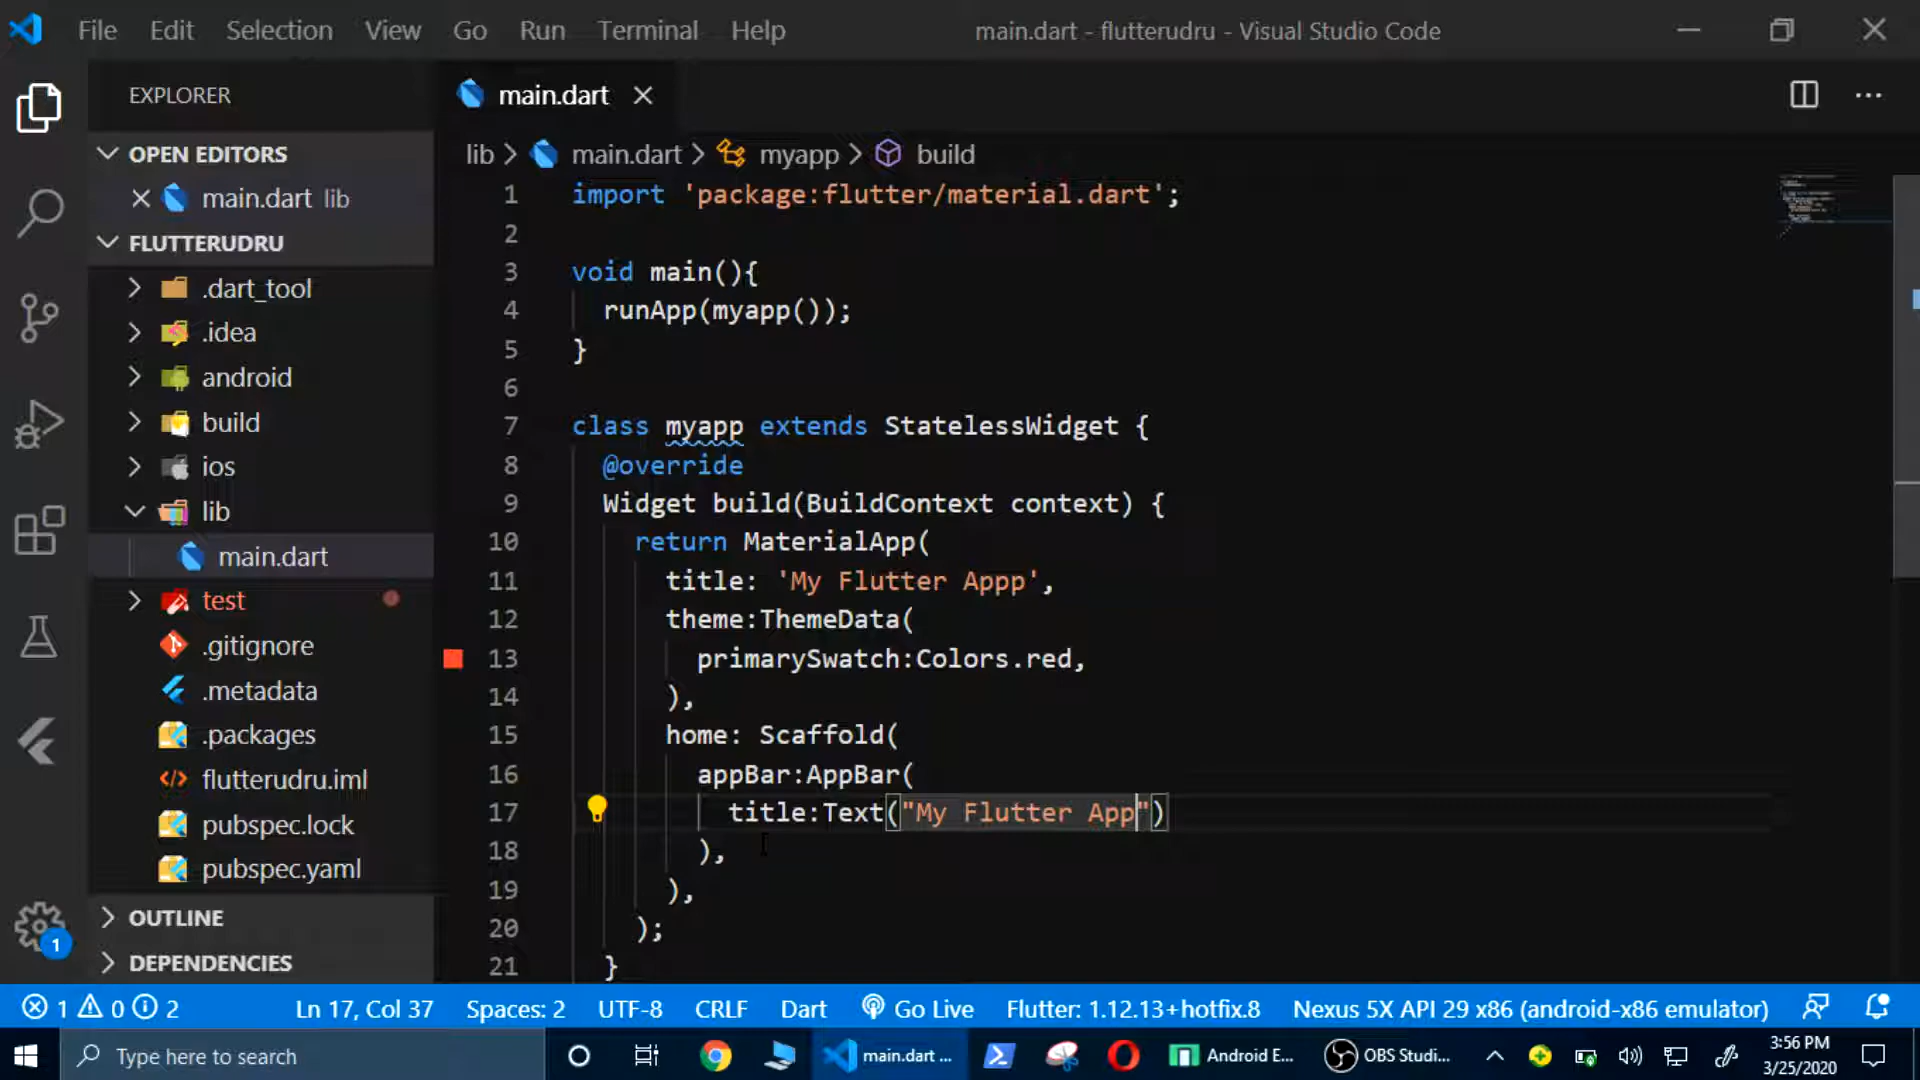 File Edit Selection View Go Run Terminal Help
main.dart - flutterudru - Visual Studio Code
EXPLORER
OPEN EDITORS
main.dart lib
FLUTTERUDRU
.dart_tool
.idea
android
build
ios
lib
main.dart
test
.gitignore
.metadata
.packages
flutterudru.iml
pubspec.lock
pubspec.yaml
OUTLINE
DEPENDENCIES
1
main.dart
lib > main.dart > myapp > build
1 import 'package:flutter/material.dart';
2
3 void main(){
4 runApp(myapp());
5 }
6
7 class myapp extends StatelessWidget {
8 @override
9 Widget build(BuildContext context) {
10 return MaterialApp(
11 title: 'My Flutter Appp',
12 theme:ThemeData(
13 primarySwatch:Colors.red,
14 ),
15 home: Scaffold(
16 appBar:AppBar(
17 title:Text("My Flutter App")
18 ),
19 ),
20 );
21 }
1 0 2 Ln 17, Col 37 Spaces: 2 UTF-8 CRLF Dart Go Live Flutter: 1.12.13+hotfix.8 Nexus 5X API 29 x86 (android-x86 emulator)
Type here to search
main.dart ...
Android E...
OBS Studi...
3:56 PM
3/25/2020